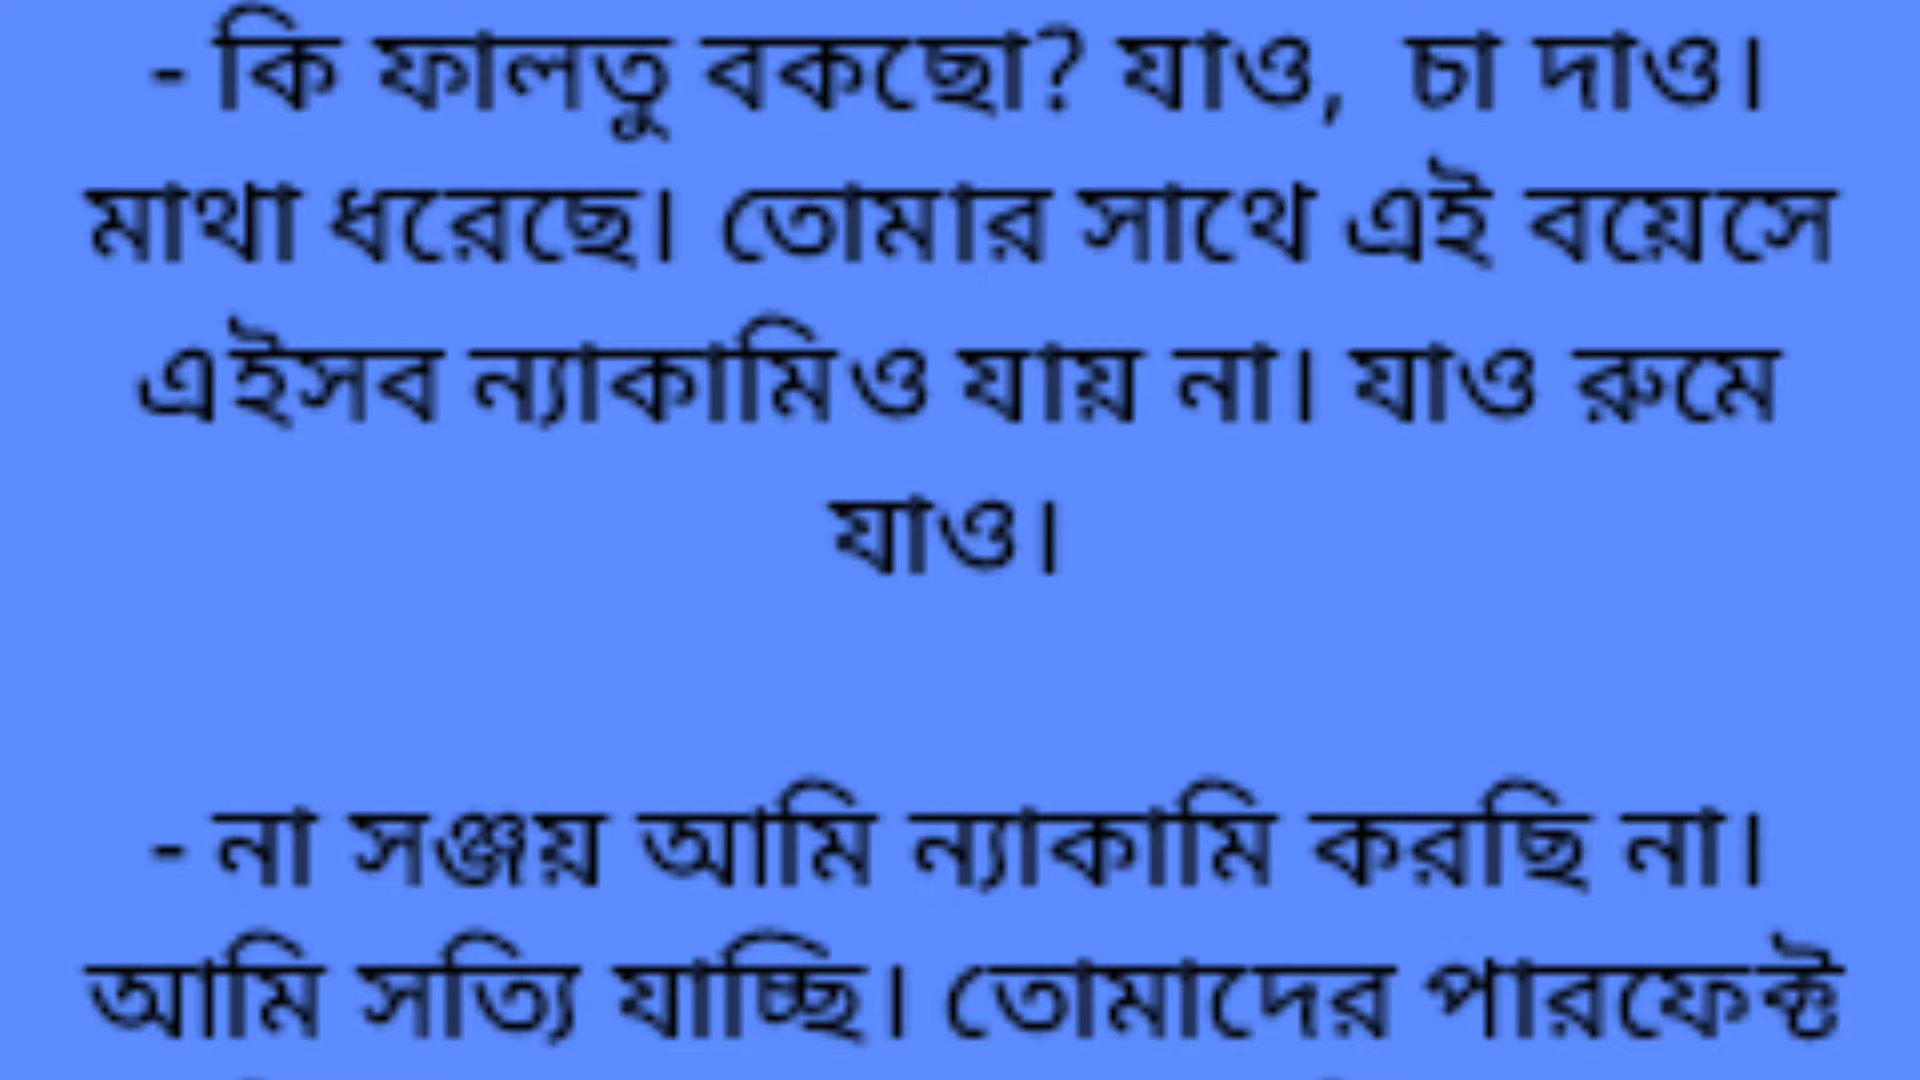 - কি ফালতু বকছো? যাও, চা দাও।
মাথা ধরেছে। তোমার সাথে এই বয়েসে
এইসব ন্যাকামিও যায় না। যাও রুমে
যাও।
- না সঞ্জয় আমি ন্যাকামি করছি না।
আমি সত্যি যাচ্ছি। তোমাদের পারফেক্ট